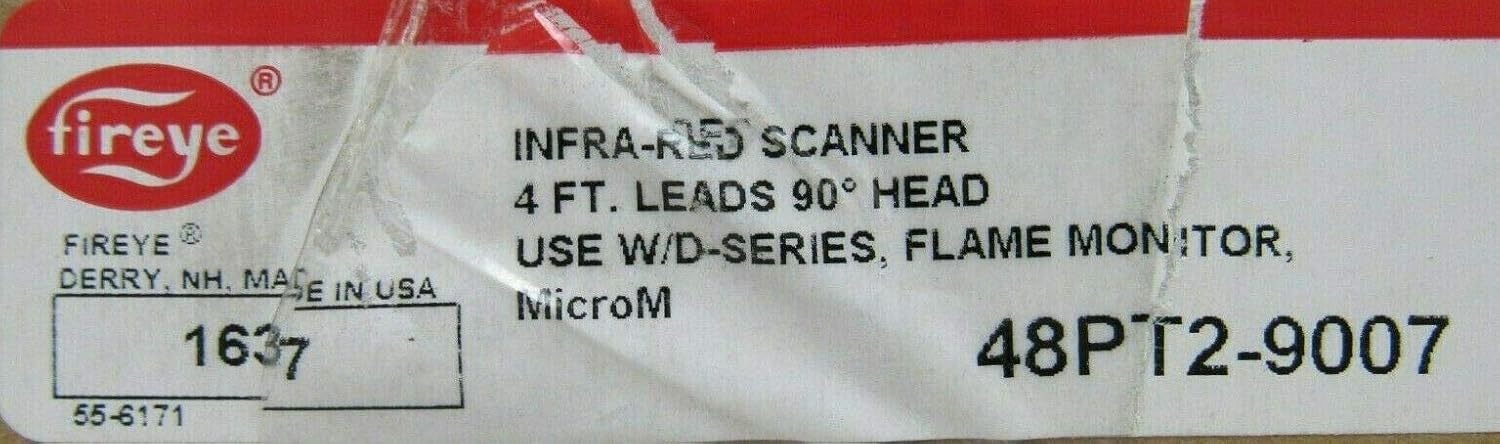 fireye®
FIREYE®
DERRY, NH, MADE IN USA
1637
55-6171
INFRA-RED SCANNER
4 FT. LEADS 90° HEAD
USE W/D-SERIES, FLAME MONITOR,
MicroM
48PT2-9007